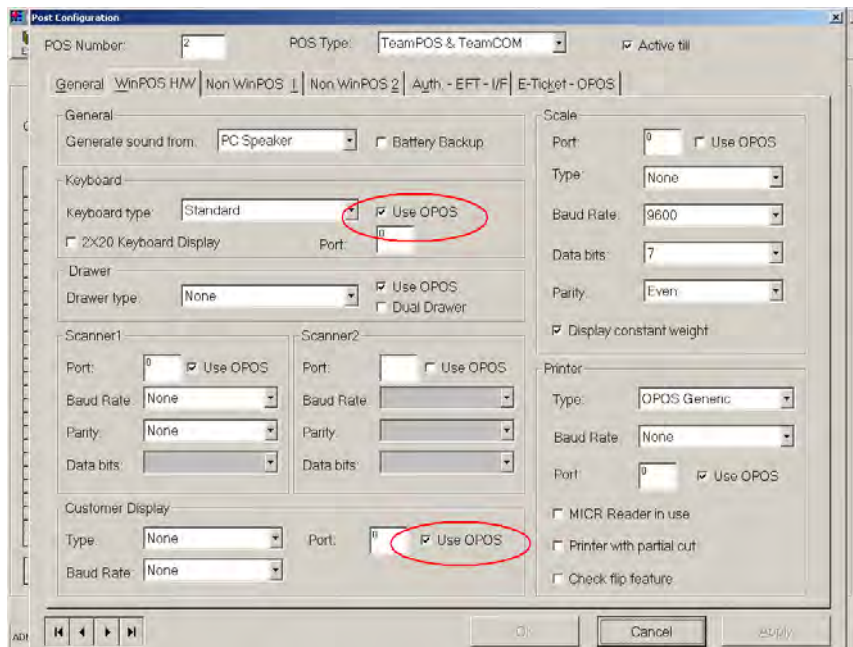 Post Configuration
POS Number: 2 POS Type: TeamPOS & TeamCOM Active till
General WinPOS H/W Non WinPOS 1 Non WinPOS 2 Auth. - EFT - I/F E-Ticket - OPOS
General
Generate sound from: PC Speaker Battery Backup
Keyboard
Keyboard type: Standard Use OPOS
2X20 Keyboard Display Port: 0
Drawer
Drawer type: None Use OPOS
Dual Drawer
Scanner1
Port: 0 Use OPOS
Baud Rate: None
Parity: None
Data bits:
Scanner2
Port: Use OPOS
Baud Rate:
Parity:
Data bits:
Customer Display
Type: None Port: 0 Use OPOS
Baud Rate: None
Scale
Port: 0 Use OPOS
Type: None
Baud Rate: 9600
Data bits: 7
Parity: Even
Display constant weight
Printer
Type: OPOS Generic
Baud Rate: None
Port: 0 Use OPOS
MICR Reader in use
Printer with partial cut
Check flip feature
OK Cancel Apply